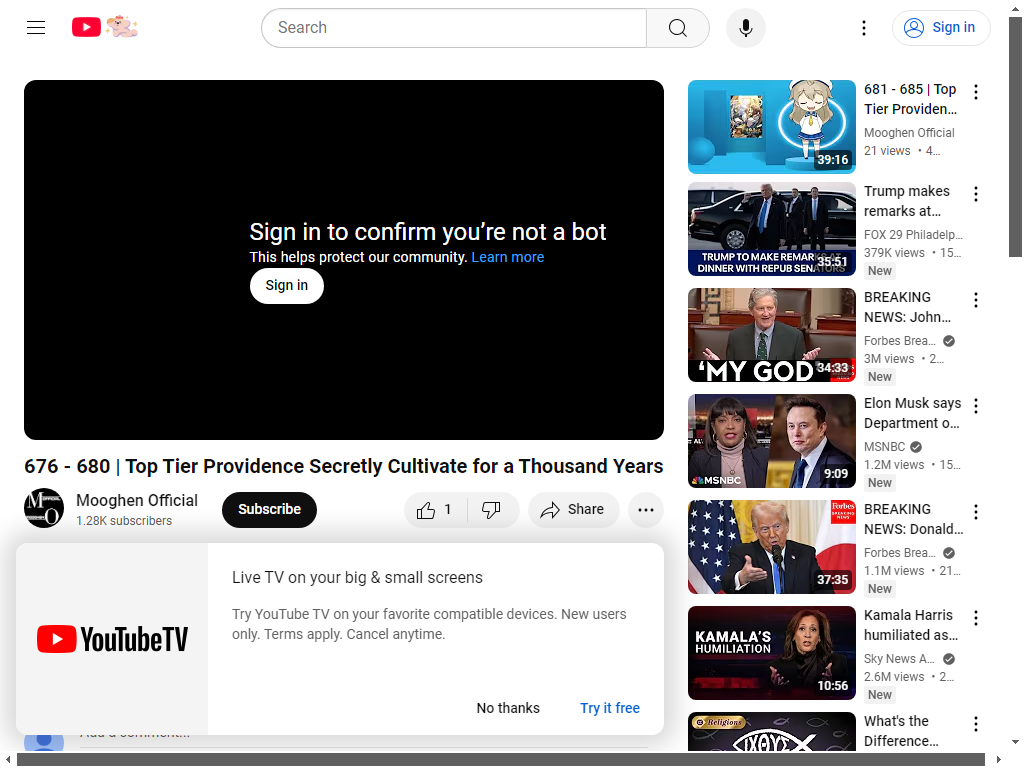 Search
Sign in
Sign in to confirm you’re not a bot
This helps protect our community. Learn more
Sign in
676 - 680 | Top Tier Providence Secretly Cultivate for a Thousand Years
Mooghen Official
1.28K subscribers
Subscribe
1
Share
Live TV on your big & small screens
Try YouTube TV on your favorite compatible devices. New users
only. Terms apply. Cancel anytime.
YouTubeTV
No thanks
Try it free
39:16
681 - 685 | Top
Tier Providen…
Mooghen Official
21 views • 4…
TRUMP TO MAKE REMARKS AT
DINNER WITH REPUB SENATORS
35:51
Trump makes
remarks at…
FOX 29 Philadelp…
379K views • 15…
New
‘MY GOD’
34:33
BREAKING
NEWS: John…
Forbes Brea…
3M views • 2…
New
MSNBC
9:09
Elon Musk says
Department o…
MSNBC
1.2M views • 15…
New
Forbes
BREAKING
NEWS
37:35
BREAKING
NEWS: Donald…
Forbes Brea…
1.1M views • 21…
New
KAMALA'S
HUMILIATION
10:56
Kamala Harris
humiliated as…
Sky News A…
2.6M views • 2…
New
Religions
ΙΧΘΥΣ
What's the
Difference…